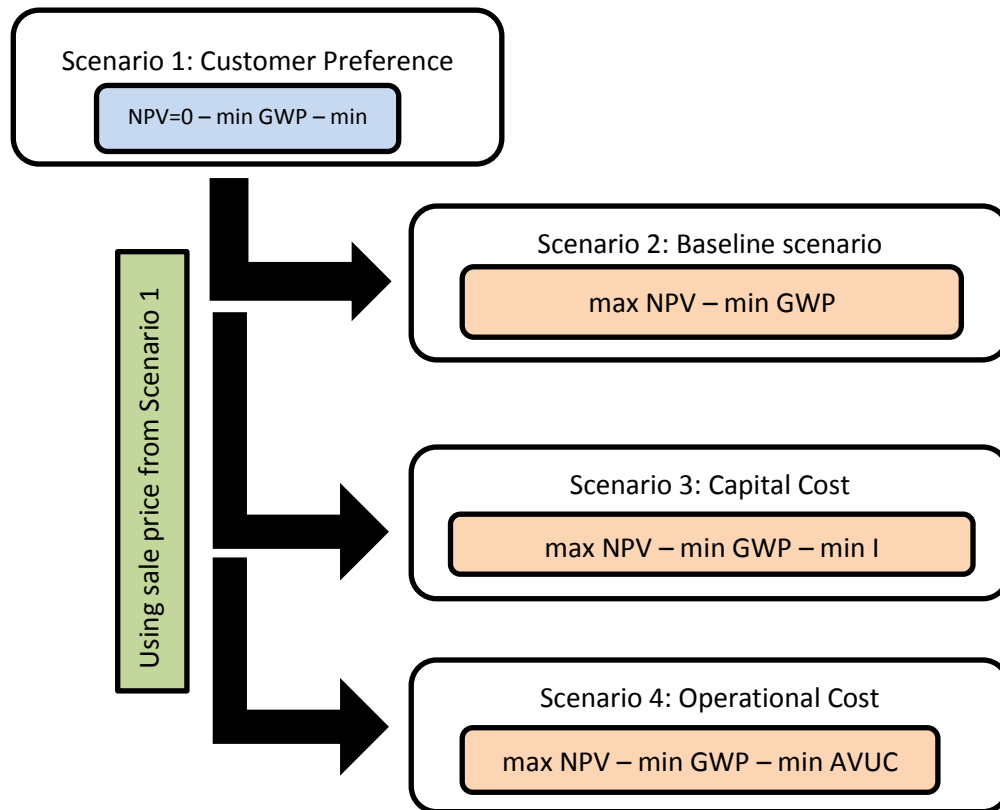 Scenario 1: Customer Preference
NPV=0 – min GWP – min
Scenario 2: Baseline scenario
max NPV – min GWP
Using sale price from Scenario 1
Scenario 3: Capital Cost
max NPV – min GWP – min I
Scenario 4: Operational Cost
max NPV – min GWP – min AVUC